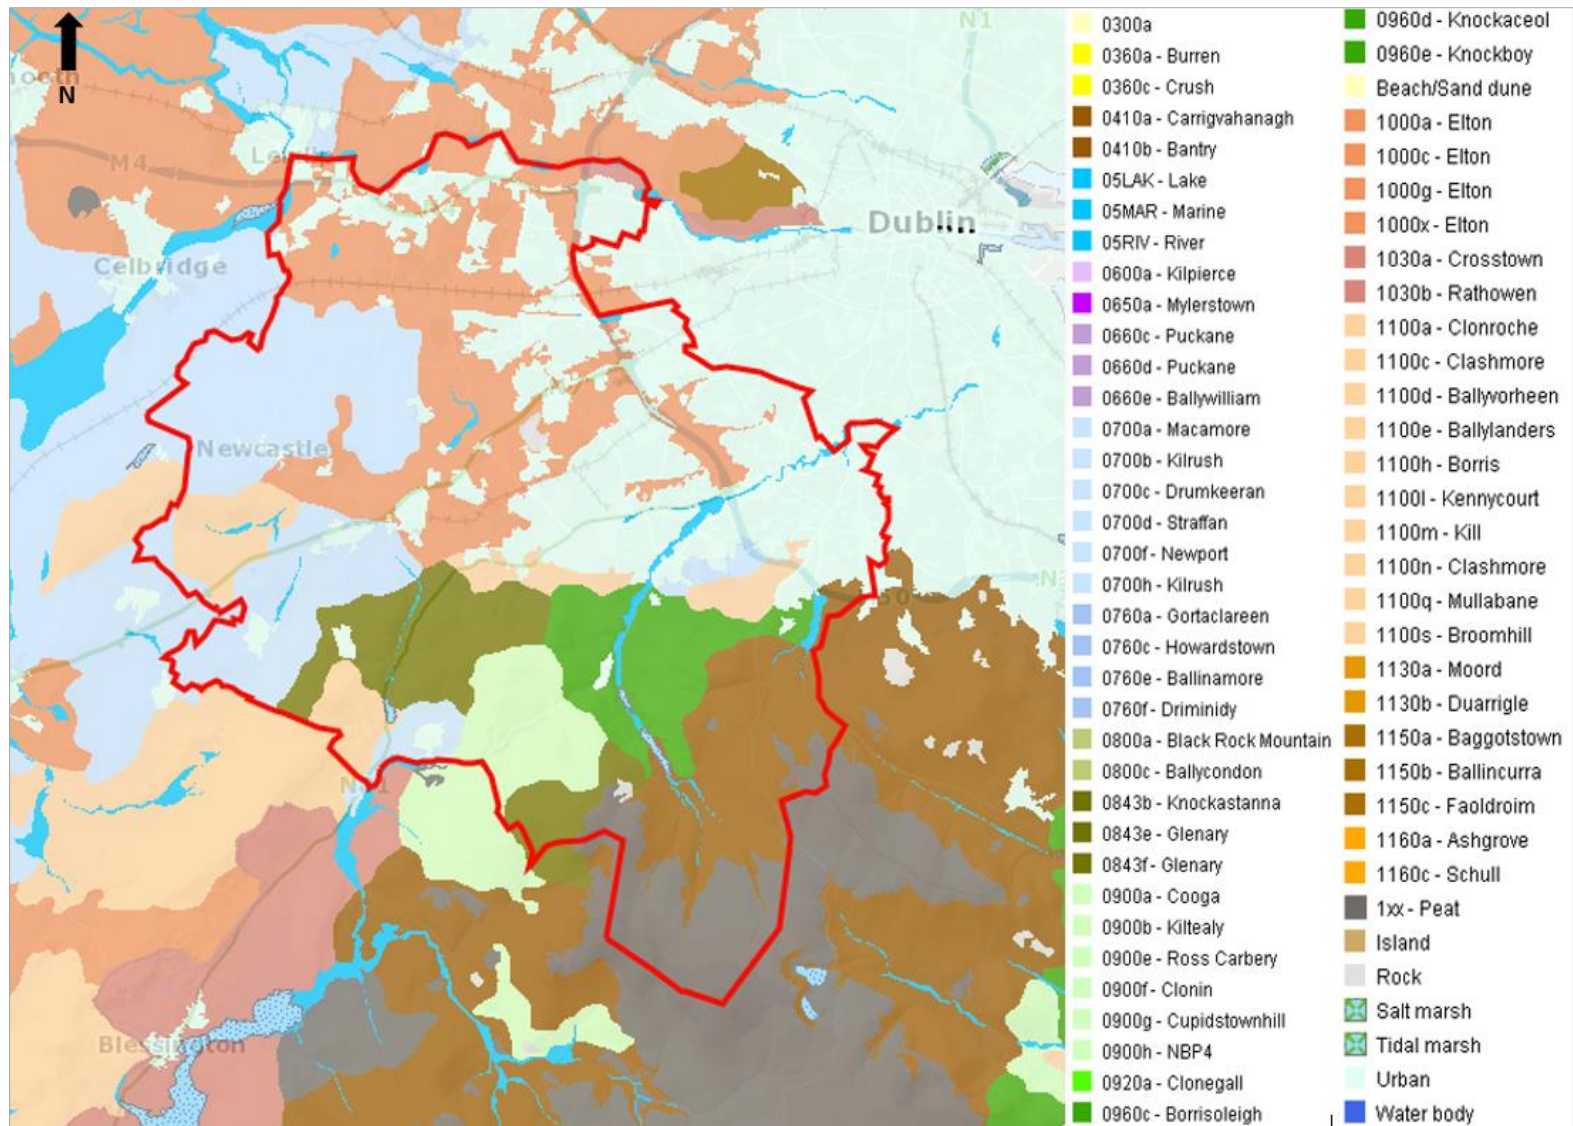 N1
N
M4
Dublin
Celbridge
Newcastle
Blessington
0300a
0360a - Burren
0360c - Crush
0410a - Carrigvahanagh
0410b - Bantry
05LAK - Lake
05MAR - Marine
05RIV - River
0600a - Kilpierce
0650a - Mylerstown
0660c - Puckane
0660d - Puckane
0660e - Ballywilliam
0700a - Macamore
0700b - Kilrush
0700c - Drumkeeran
0700d - Straffan
0700f - Newport
0700h - Kilrush
0760a - Gortaclareen
0760c - Howardstown
0760e - Ballinamore
0760f - Driminidy
0800a - Black Rock Mountain
0800c - Ballycondon
0843b - Knockastanna
0843e - Glenary
0843f - Glenary
0900a - Cooga
0900b - Kiltealy
0900e - Ross Carbery
0900f - Clonin
0900g - Cupidstownhill
0900h - NBP4
0920a - Clonegall
0960c - Borrisoleigh
0960d - Knockaceol
0960e - Knockboy
Beach/Sand dune
1000a - Elton
1000c - Elton
1000g - Elton
1000x - Elton
1030a - Crosstown
1030b - Rathowen
1100a - Clonroche
1100c - Clashmore
1100d - Ballyvorheen
1100e - Ballylanders
1100h - Borris
1100l - Kennycourt
1100m - Kill
1100n - Clashmore
1100q - Mullabane
1100s - Broomhill
1130a - Moord
1130b - Duarrigle
1150a - Baggotstown
1150b - Ballincurra
1150c - Faoldroim
1160a - Ashgrove
1160c - Schull
1xx - Peat
Island
Rock
Salt marsh
Tidal marsh
Urban
Water body